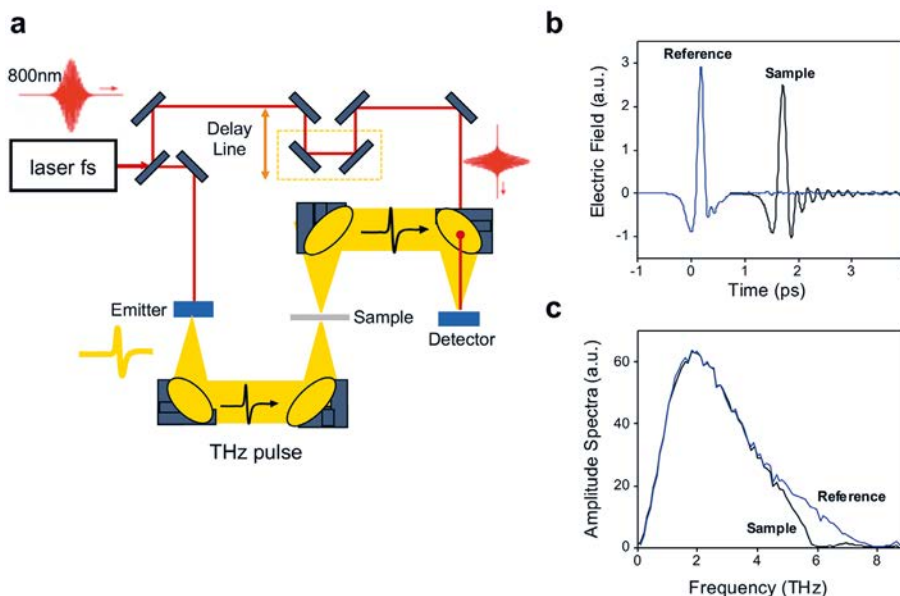 a
800nm
laser fs
Delay
Line
Emitter
Sample
Detector
THz pulse
b
Reference
Sample
Electric Field (a.u.)
3
2
1
0
-1
-1
0
1
2
3
Time (ps)
c
Amplitude Spectra (a.u.)
60
40
20
0
Reference
Sample
0
2
4
6
8
Frequency (THz)